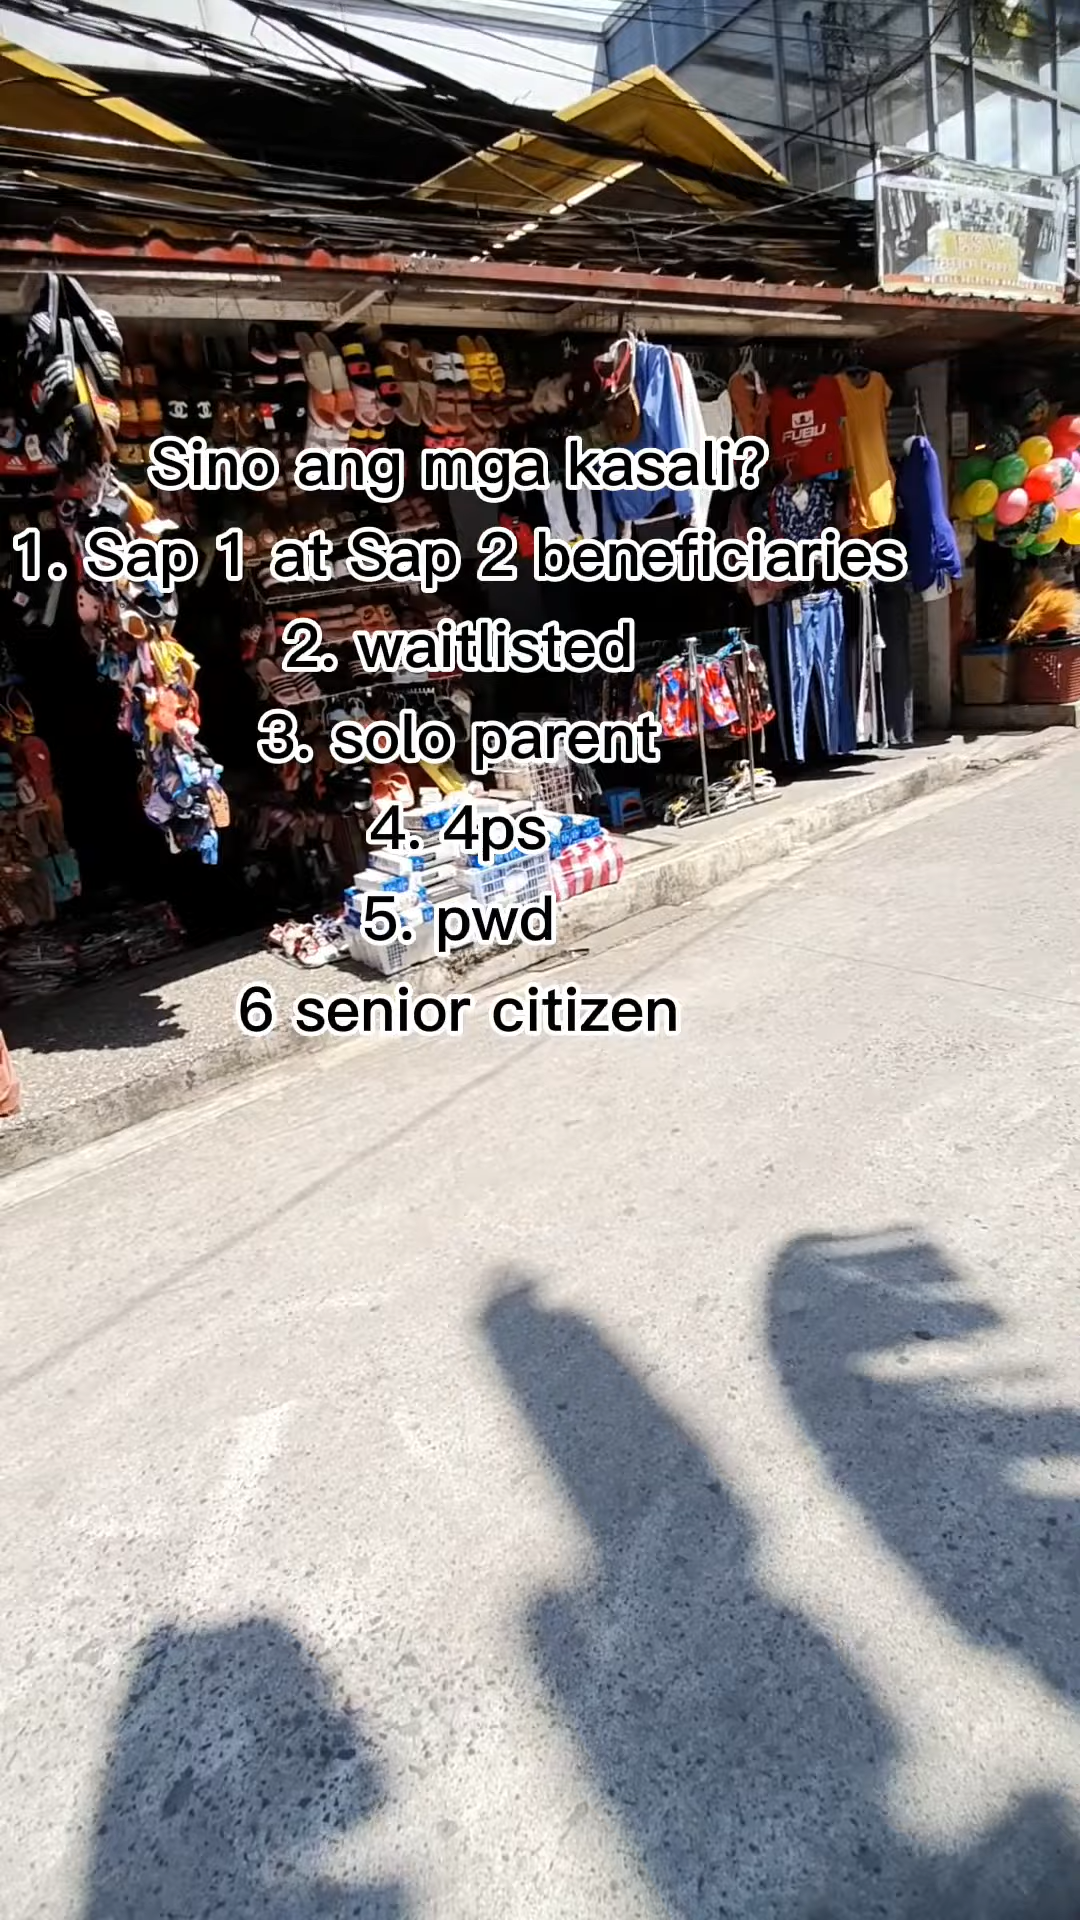 Sino ang mga kasali?
1. Sap 1 at Sap 2 beneficiaries
2. waitlisted
3. solo parent
4. 4ps
5. pwd
6 senior citizen
FUBU